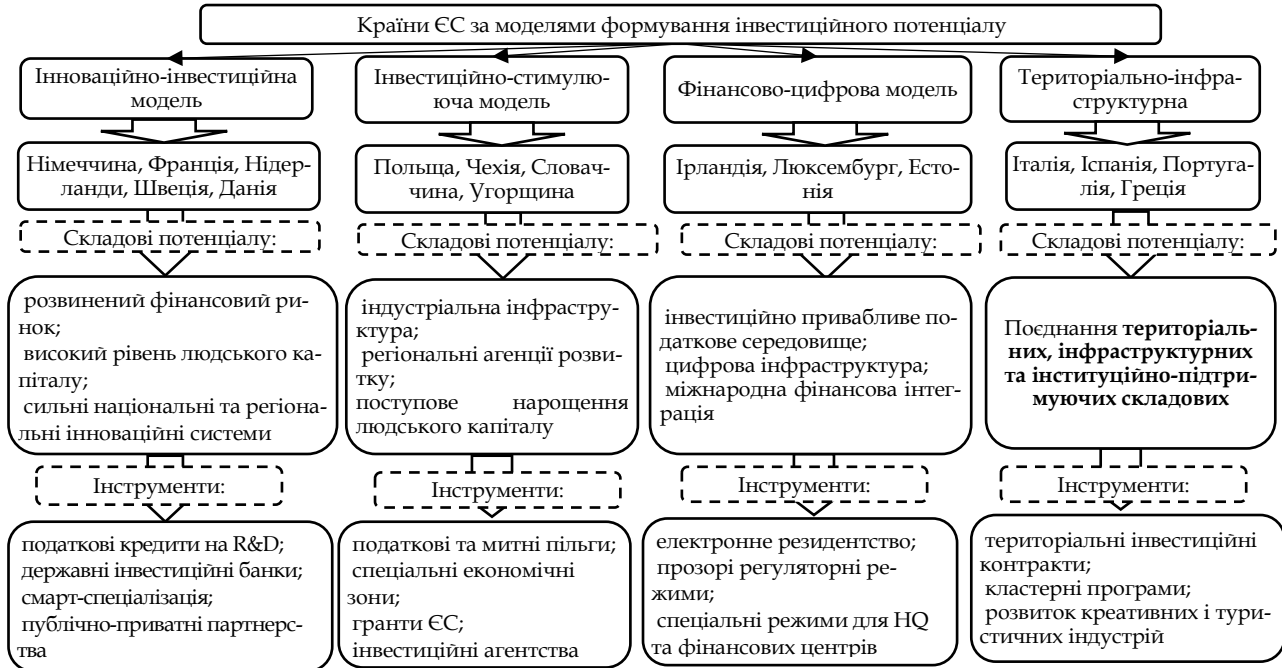 Країни ЄС за моделями формування інвестиційного потенціалу
Інноваційно-інвестиційна
модель
Інвестиційно-стимулю-
юча модель
Фінансово-цифрова модель
Територіально-інфра-
структурна
Німеччина, Франція, Нідер-
ланди, Швеція, Данія
Польща, Чехія, Словач-
чина, Угорщина
Ірландія, Люксембург, Есто-
нія
Італія, Іспанія, Португа-
лія, Греція
Складові потенціалу:
Складові потенціалу:
Складові потенціалу:
Складові потенціалу:
розвинений фінансовий ри-
нок;
високий рівень людського ка-
піталу;
сильні національні та регіона-
льні інноваційні системи
індустріальна інфрастру-
ктура;
регіональні агенції розви-
тку;
поступове нарощення
людського капіталу
інвестиційно привабливе по-
даткове середовище;
цифрова інфраструктура;
міжнародна фінансова інтег-
рація
Поєднання територіаль-
них, інфраструктурних
та інституційно-підтри-
муючих складових
Інструменти:
Інструменти:
Інструменти:
Інструменти:
податкові кредити на R&D;
державні інвестиційні банки;
смарт-спеціалізація;
публічно-приватні партнерс-
тва
податкові та митні пільги;
спеціальні економічні
зони;
гранти ЄС;
інвестиційні агентства
електронне резидентство;
прозорі регуляторні ре-
жими;
спеціальні режими для HQ
та фінансових центрів
територіальні інвестиційні
контракти;
кластерні програми;
розвиток креативних і тури-
стичних індустрій